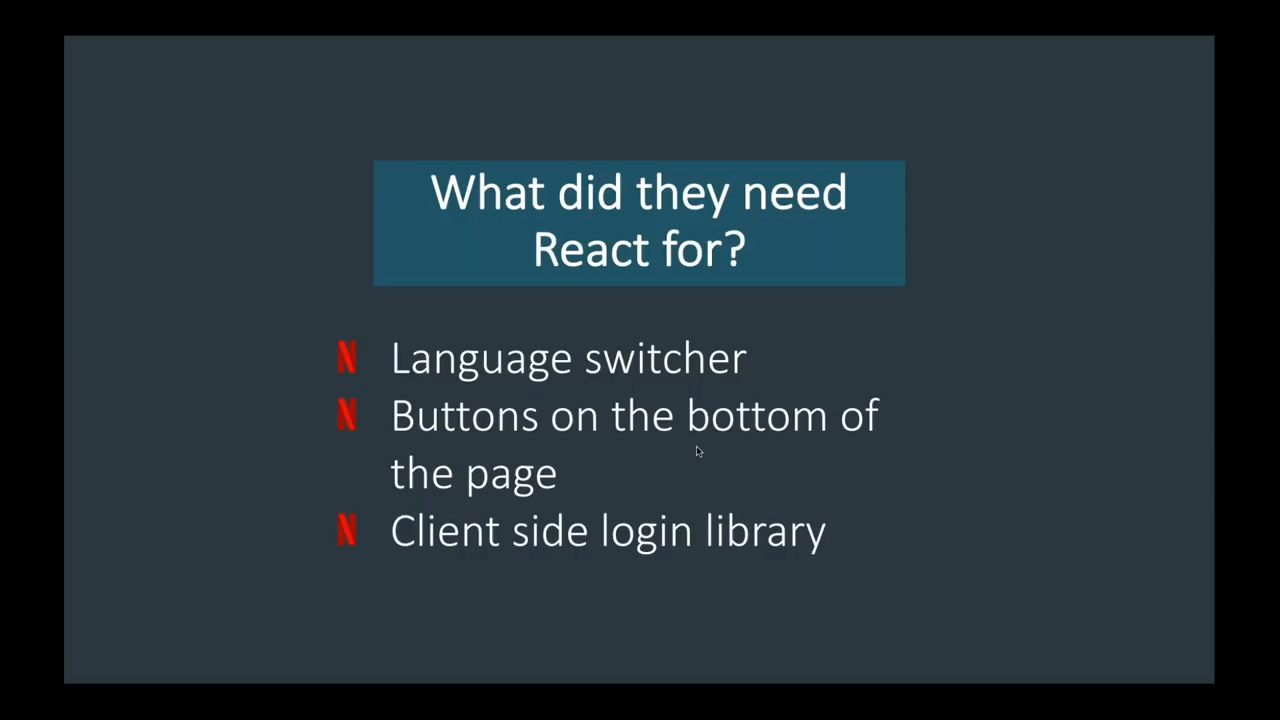 What did they need
React for?
N Language switcher
N Buttons on the bottom of
the page
N Client side login library